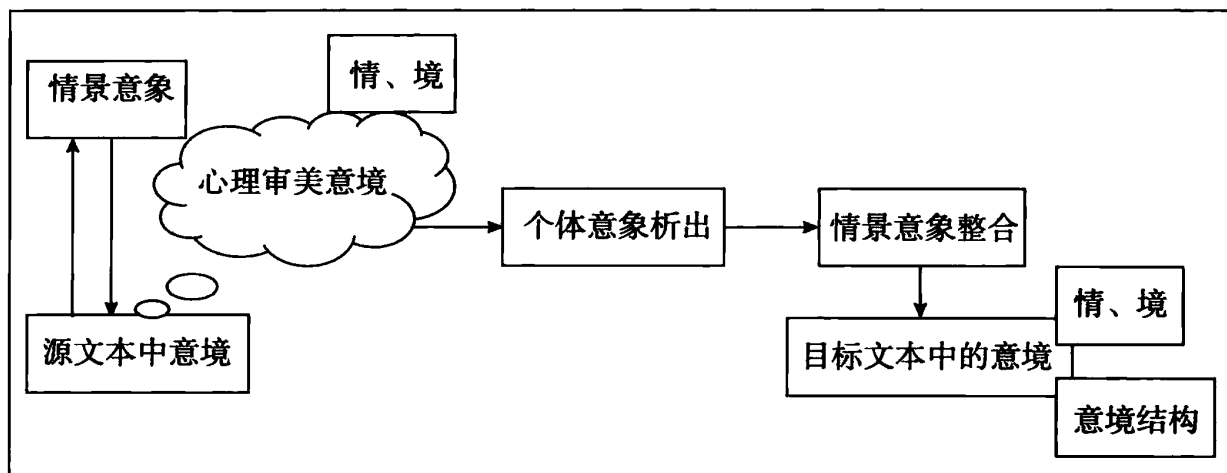 情、境
情景意象
心理审美意境
个体意象析出
情景意象整合
情、境
源文本中意境
目标文本中的意境
意境结构